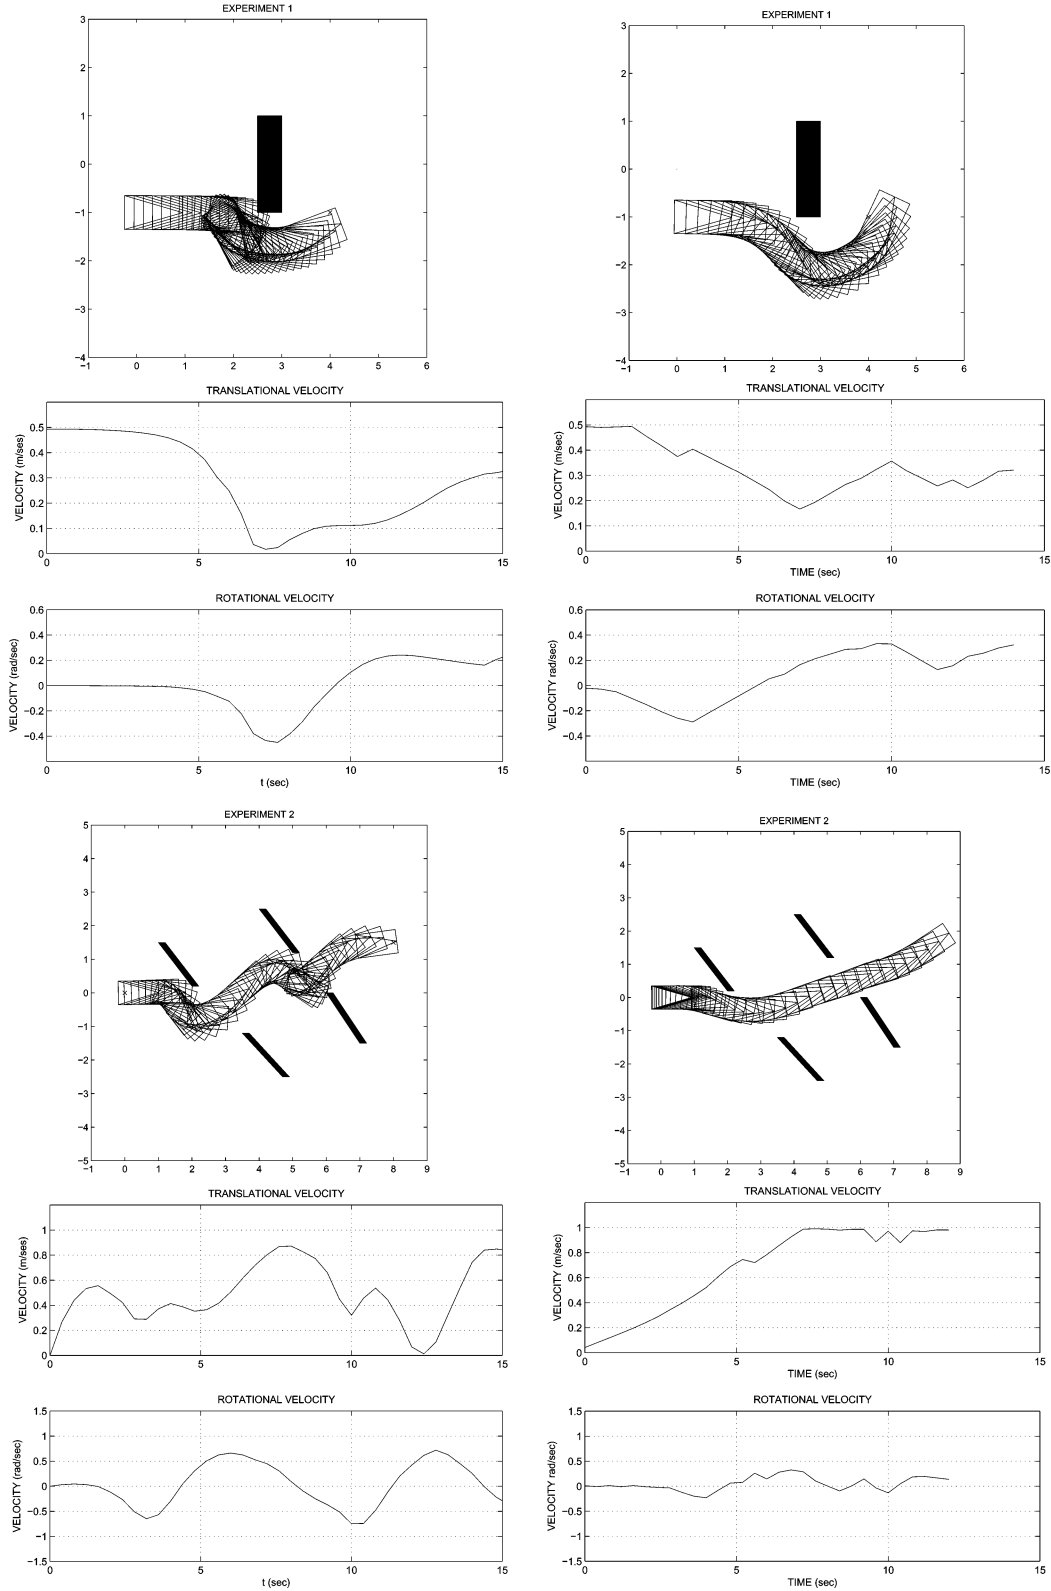 EXPERIMENT 1
3
2
1
0
−1
−2
−3
−4
−1 0 1 2 3 4 5 6
TRANSLATIONAL VELOCITY
VELOCITY (m/ses)
0.5
0.4
0.3
0.2
0.1
0
0 5 10 15
ROTATIONAL VELOCITY
VELOCITY (rad/sec)
0.6
0.4
0.2
0
−0.2
−0.4
0 5 10 15
t (sec)
EXPERIMENT 1
3
2
1
0
−1
−2
−3
−4
−1 0 1 2 3 4 5 6
TRANSLATIONAL VELOCITY
VELOCITY (m/sec)
0.5
0.4
0.3
0.2
0.1
0
0 5 10 15
TIME (sec)
ROTATIONAL VELOCITY
VELOCITY rad/sec)
0.6
0.4
0.2
0
−0.2
−0.4
0 5 10 15
TIME (sec)
EXPERIMENT 2
5
4
3
2
1
0
−1
−2
−3
−4
−5
−1 0 1 2 3 4 5 6 7 8 9
TRANSLATIONAL VELOCITY
VELOCITY (m/ses)
1
0.8
0.6
0.4
0.2
0
0 5 10 15
ROTATIONAL VELOCITY
VELOCITY (rad/sec)
1.5
1
0.5
0
−0.5
−1
−1.5
0 5 10 15
t (sec)
EXPERIMENT 2
5
4
3
2
1
0
−1
−2
−3
−4
−5
−1 0 1 2 3 4 5 6 7 8 9
TRANSLATIONAL VELOCITY
VELOCITY (m/sec)
1
0.8
0.6
0.4
0.2
0
0 5 10 15
TIME (sec)
ROTATIONAL VELOCITY
VELOCITY rad/sec)
1.5
1
0.5
0
−0.5
−1
−1.5
0 5 10 15
TIME (sec)